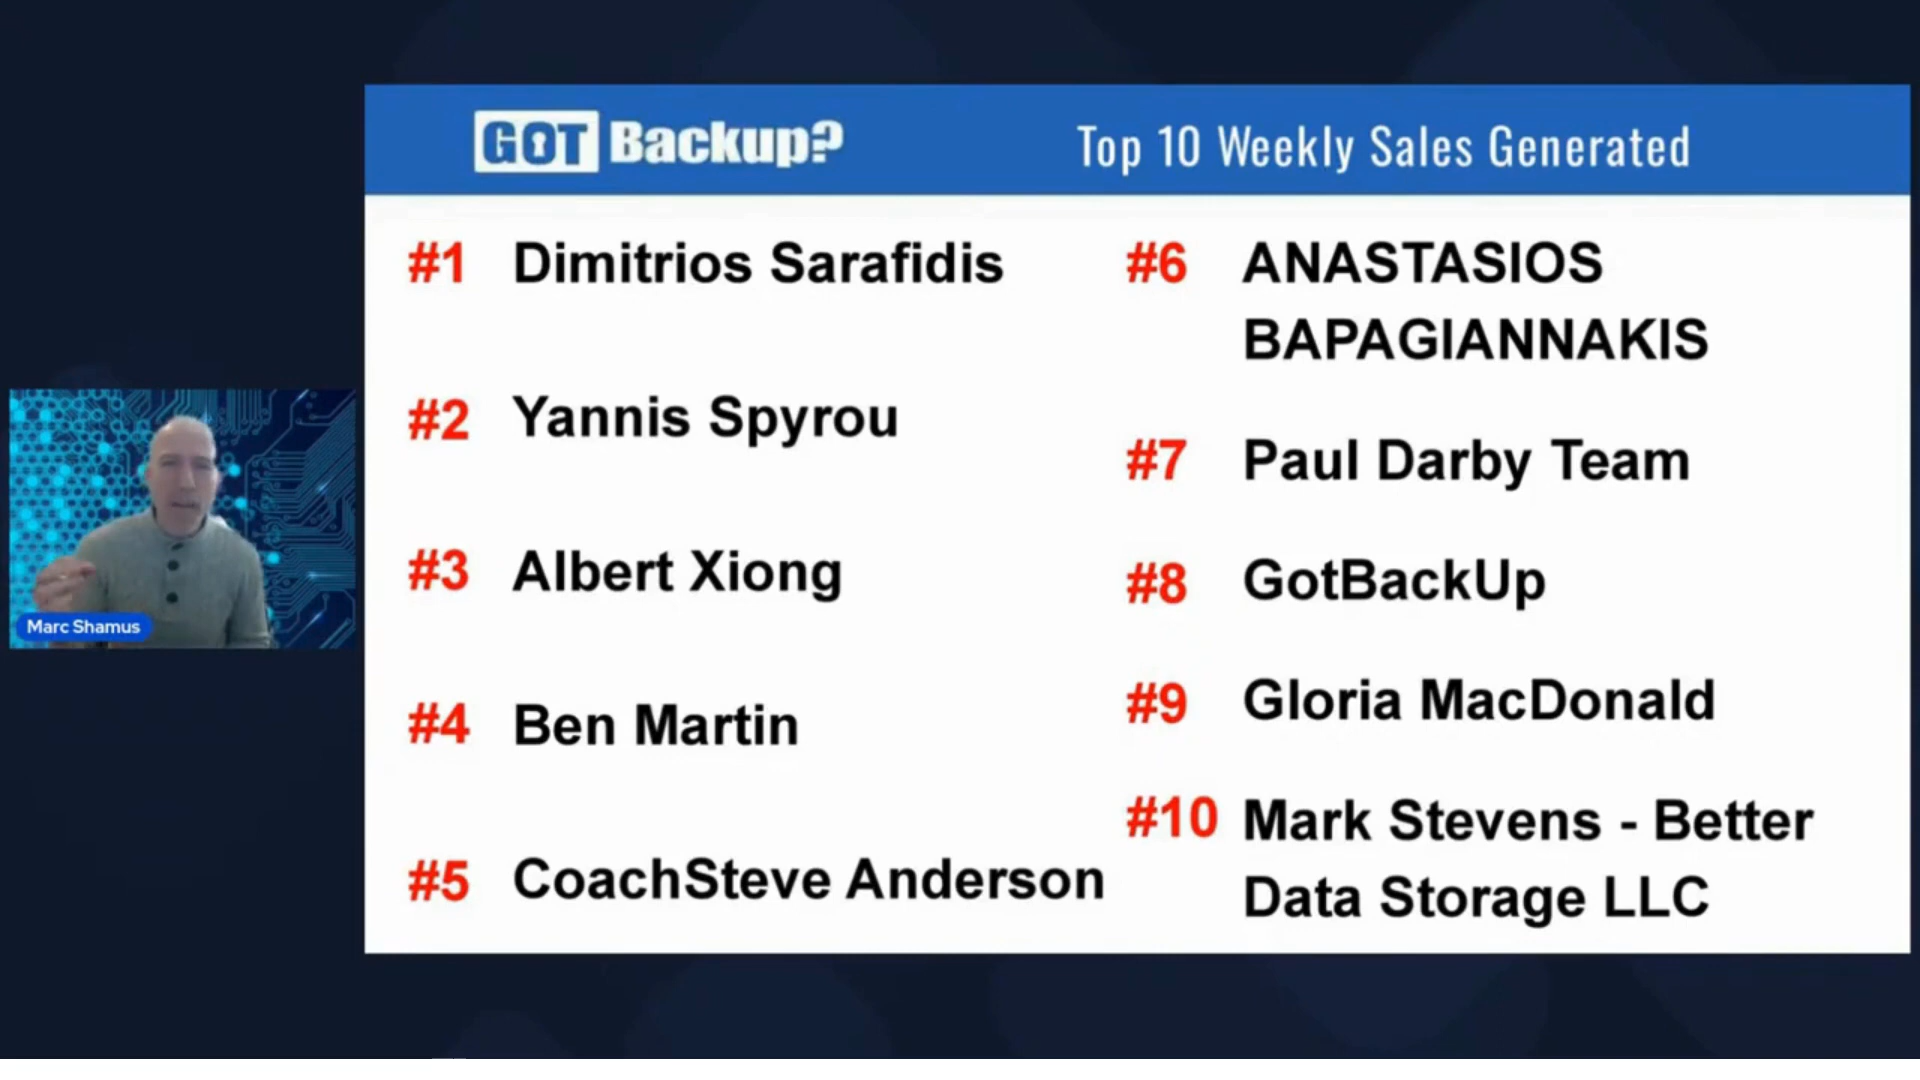 GOT Backup?
Top 10 Weekly Sales Generated
#1 Dimitrios Sarafidis
#2 Yannis Spyrou
#3 Albert Xiong
#4 Ben Martin
#5 CoachSteve Anderson
#6 ANASTASIOS
BAPAGIANNAKIS
#7 Paul Darby Team
#8 GotBackUp
#9 Gloria MacDonald
#10 Mark Stevens - Better
Data Storage LLC
Marc Shamus